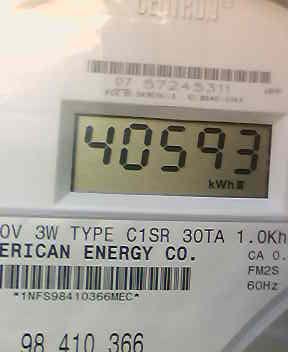 CENTRON®
07 57245311
40593
kWh
0V 3W TYPE C1SR 30TA 1.0Kh
ERICAN ENERGY CO. CA 0.
FM2S
*1NFS98410366MEC* 60Hz
98 410 366